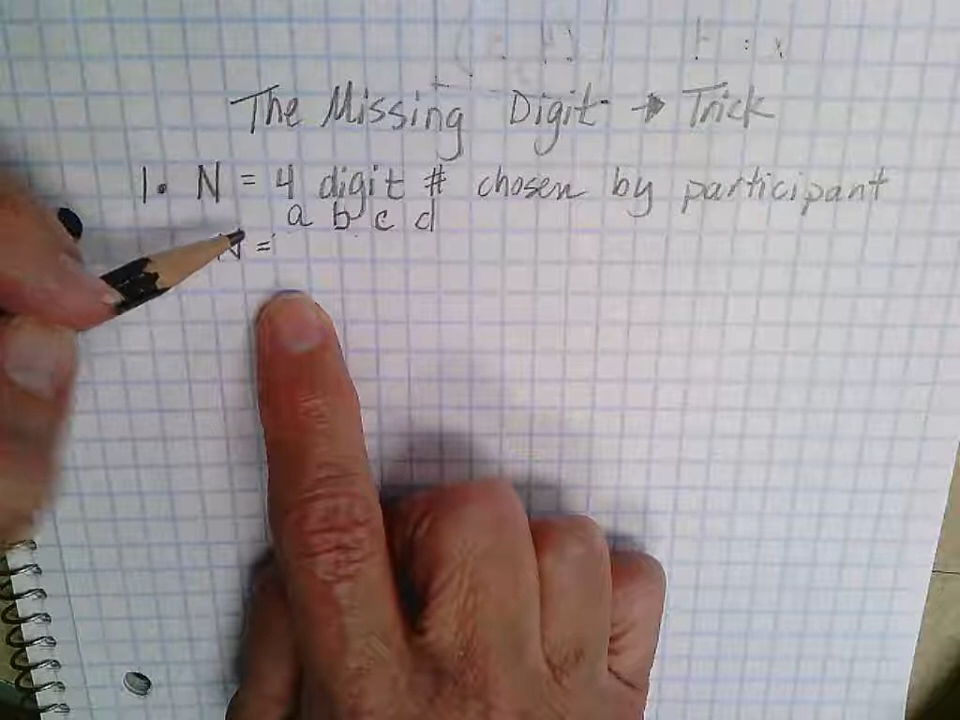 The Missing Digit → Trick
1. N = 4 digit # chosen by participant
a b c d
N =